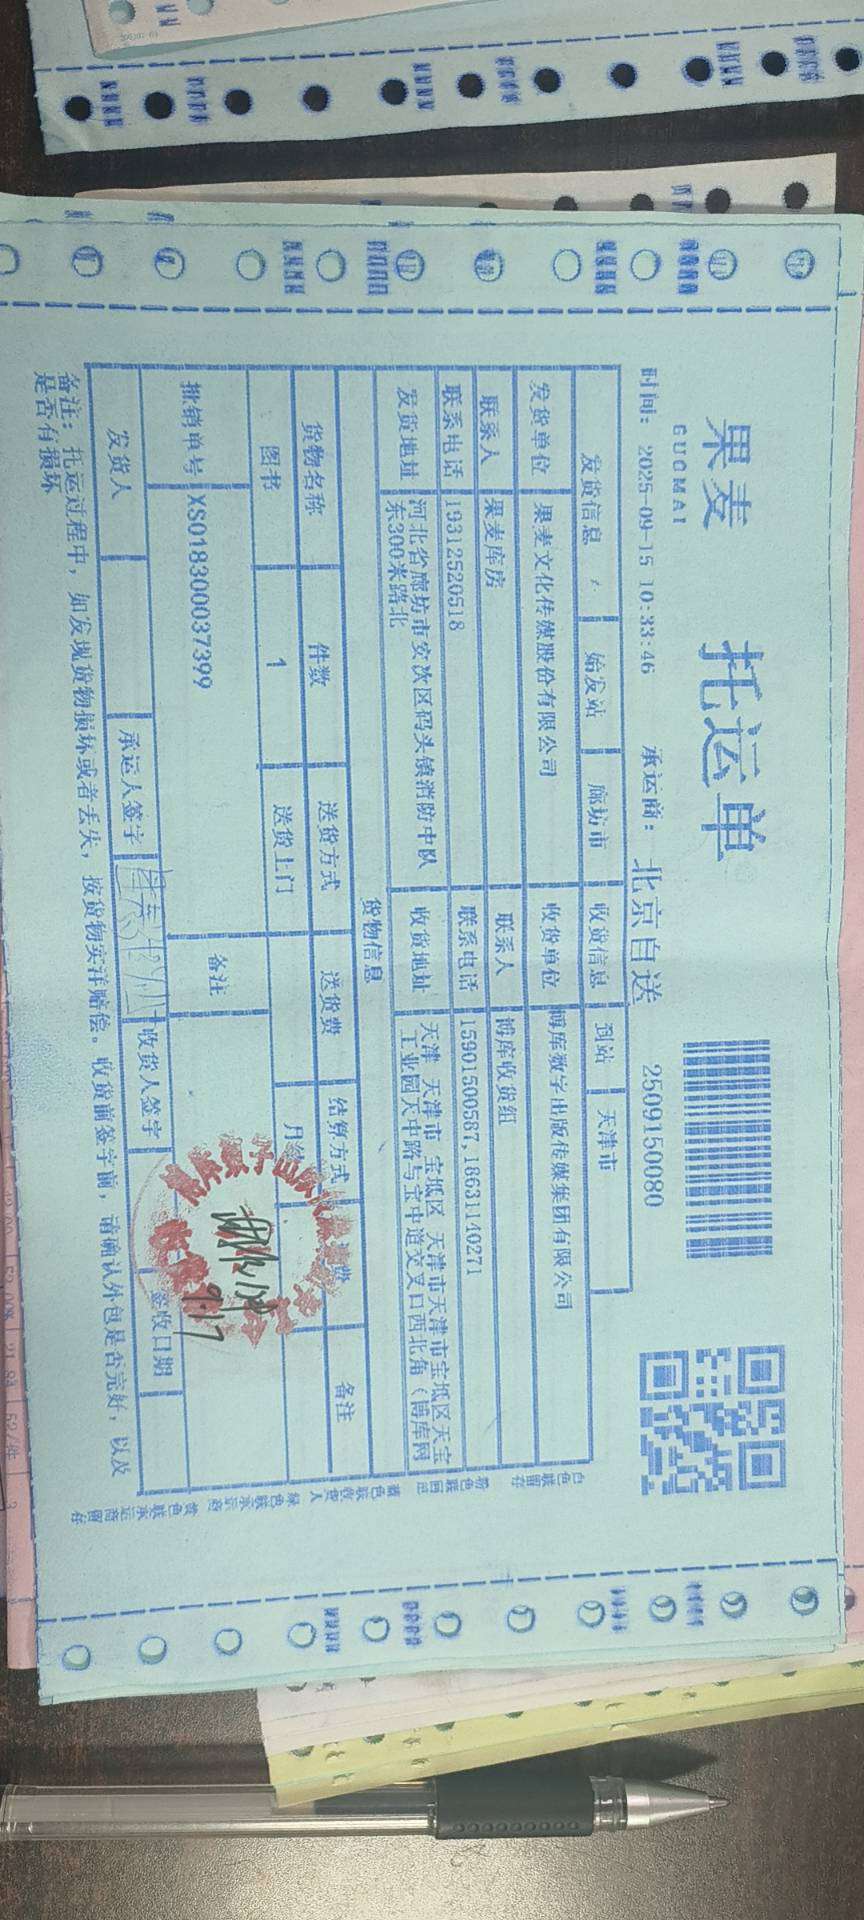 果麦
GUOMAI
托运单
2509150080
时间: 2025-09-15 10:33:46
承运商: 北京自送
发货信息 始发站 廊坊市 收货信息 到站 天津市
发货单位 果麦文化传媒股份有限公司 收货单位 博库数字出版传媒集团有限公司
联系人 果麦库房 联系人 博库收货组
联系电话 19312520518 联系电话 15901500587,18631140271
发货地址 河北省廊坊市安次区码头镇消防中队
东300米路北
收货地址 天津 天津市 宝坻区 天津市天津市宝坻区天宝
工业园天中路与宝中道交叉口西北角(博库网
货物信息
货物名称 件数 送货方式 送货费 结算方式 费 备注
图书 1 送货上门 月结
批销单号 XS018300037399 备注
发货人 承运人签字 收货人签字 签收日期
9.17
备注: 托运过程中, 如发现货物损坏或者丢失, 按货物实洋赔偿。收货前签字前, 请确认外包是否完好, 以及
是否有损坏